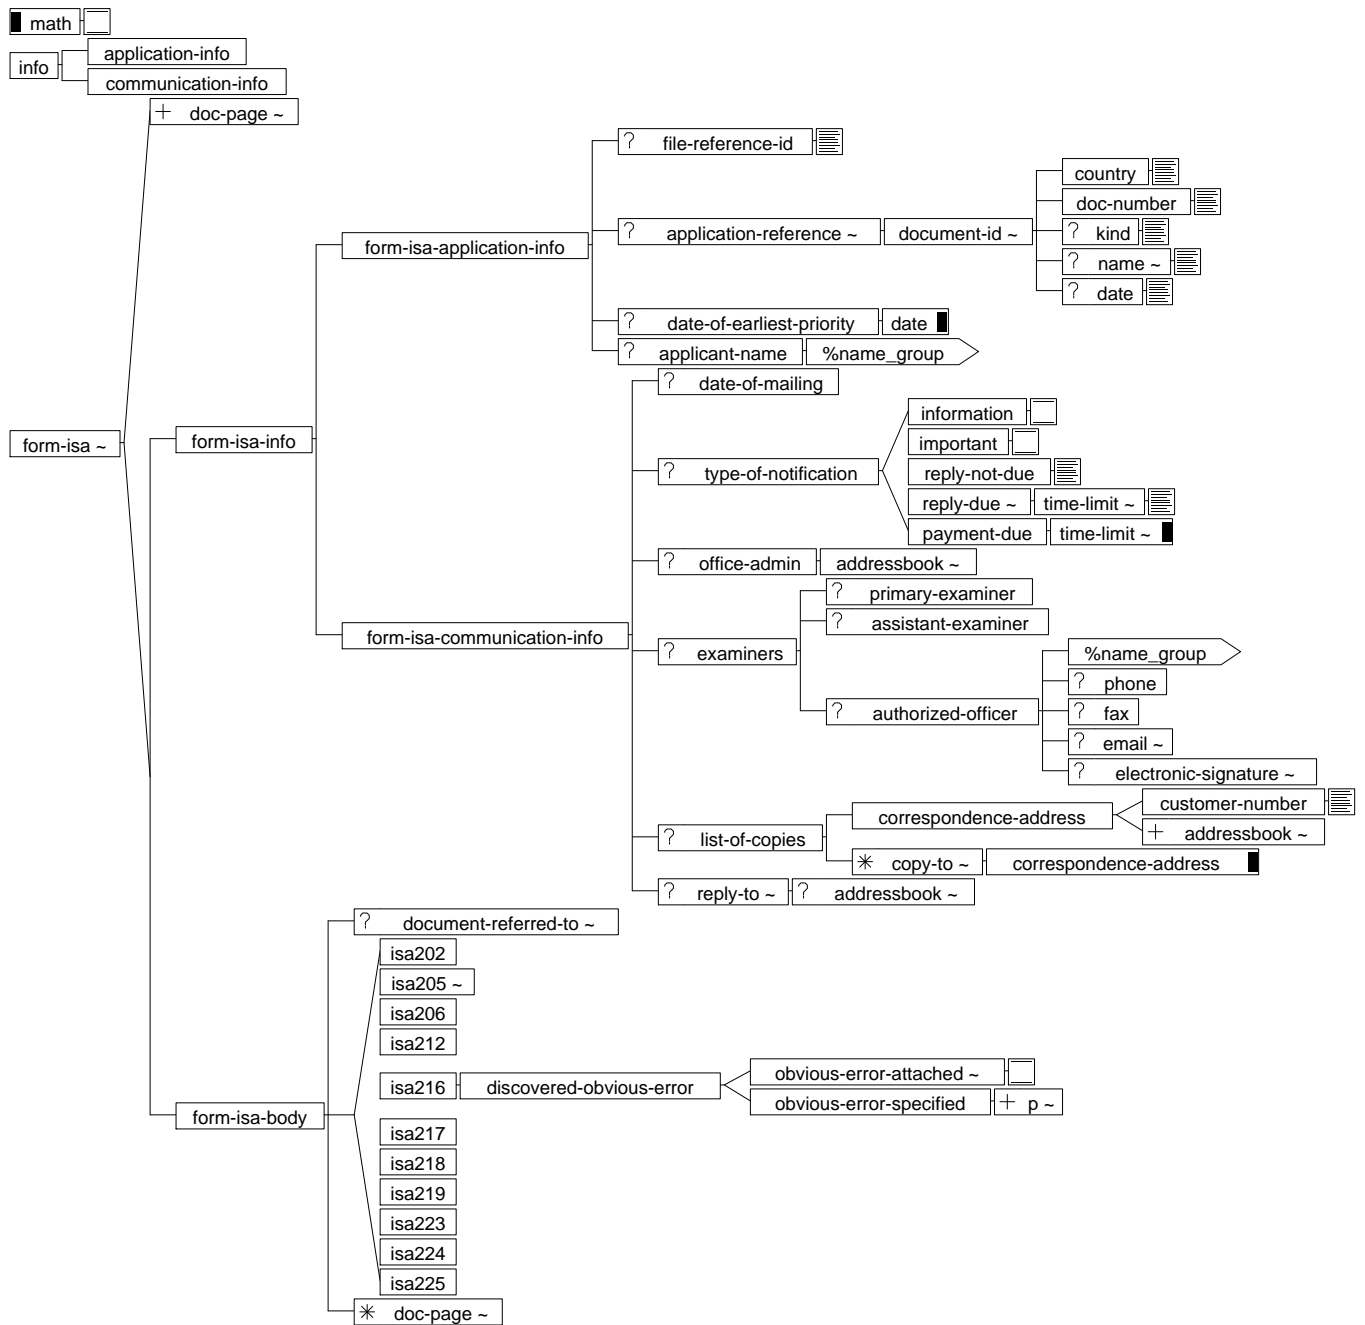 math
application-info
info
communication-info
+ doc-page ~
? file-reference-id
country
doc-number
form-isa-application-info
? application-reference ~ document-id ~ ? kind
? name ~
? date
? date-of-earliest-priority date
? applicant-name %name_group
? date-of-mailing
information
form-isa ~ form-isa-info important
? type-of-notification reply-not-due
reply-due ~ time-limit ~
payment-due time-limit ~
? office-admin addressbook ~
? primary-examiner
? assistant-examiner
form-isa-communication-info ? examiners %name_group
? phone
? authorized-officer ? fax
? email ~
? electronic-signature ~
customer-number
correspondence-address
? list-of-copies + addressbook ~
* copy-to ~ correspondence-address
? reply-to ~ ? addressbook ~
? document-referred-to ~
isa202
isa205 ~
isa206
isa212
obvious-error-attached ~
isa216 discovered-obvious-error
obvious-error-specified + p ~
form-isa-body
isa217
isa218
isa219
isa223
isa224
isa225
* doc-page ~